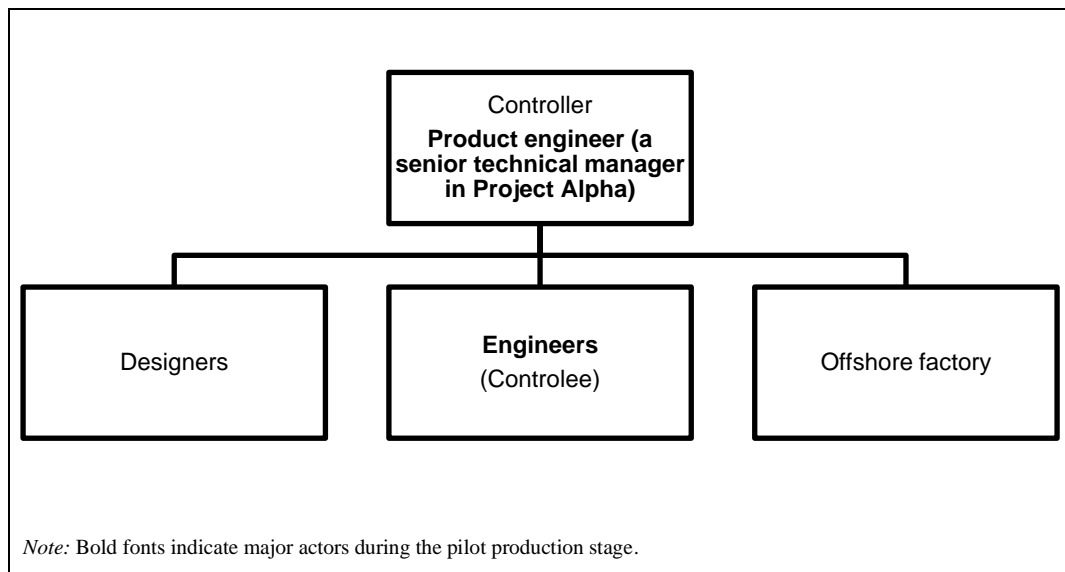 Controller
Product engineer (a
senior technical manager
in Project Alpha)
Designers
Engineers
(Controlee)
Offshore factory
Note: Bold fonts indicate major actors during the pilot production stage.